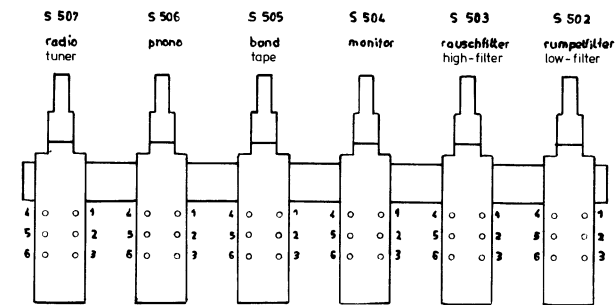 S 507 S 506 S 505 S 504 S 503 S 502
radio phono band monitor rauschfilter rumpelfilter
tuner tape high-filter low-filter
4 1 4 1 4 1 4 1 4 1 4 1
5 2 5 2 5 2 5 2 5 2 5 2
6 3 6 3 6 3 6 3 6 3 6 3